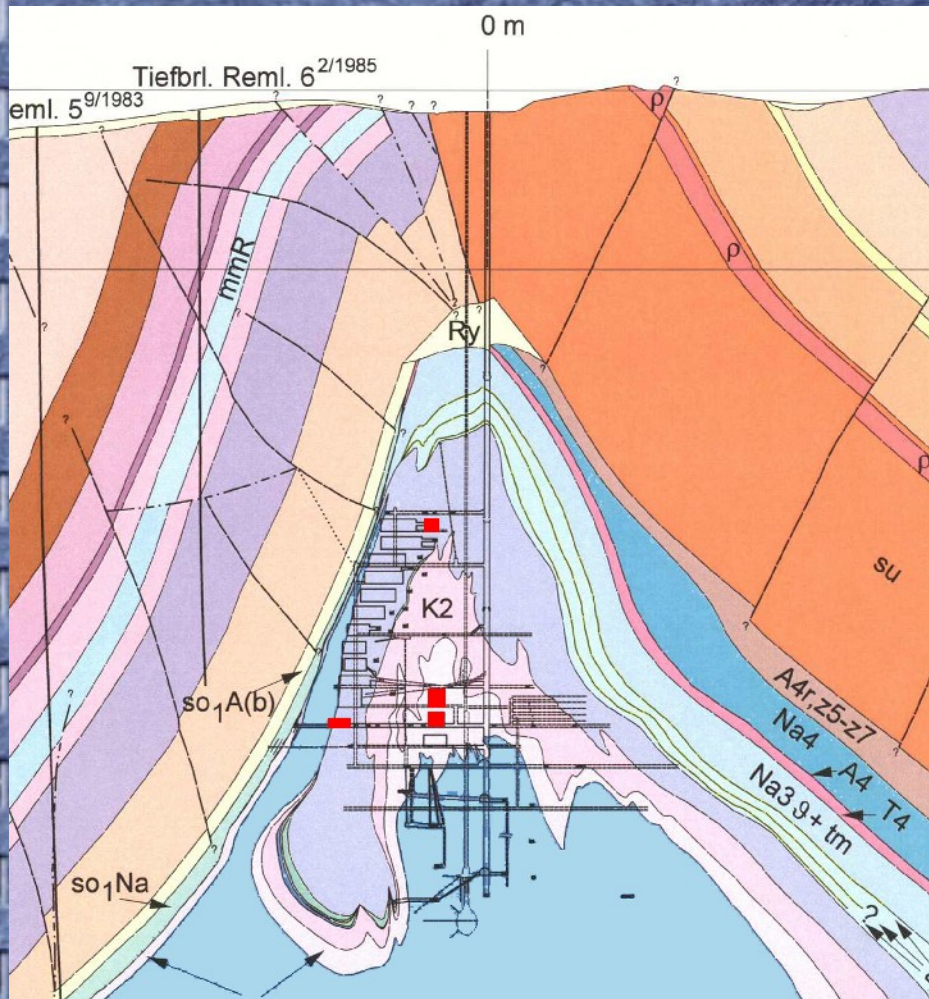 0 m
Tiefbrl. Reml. 6 2/1985
eml. 5 9/1983
ρ
mmR
ρ
Ry
ρ
su
K2
so1A(b)
A4r,z5-z7
Na4
A4
T4
Na3ϑ+ tm
so1Na
?